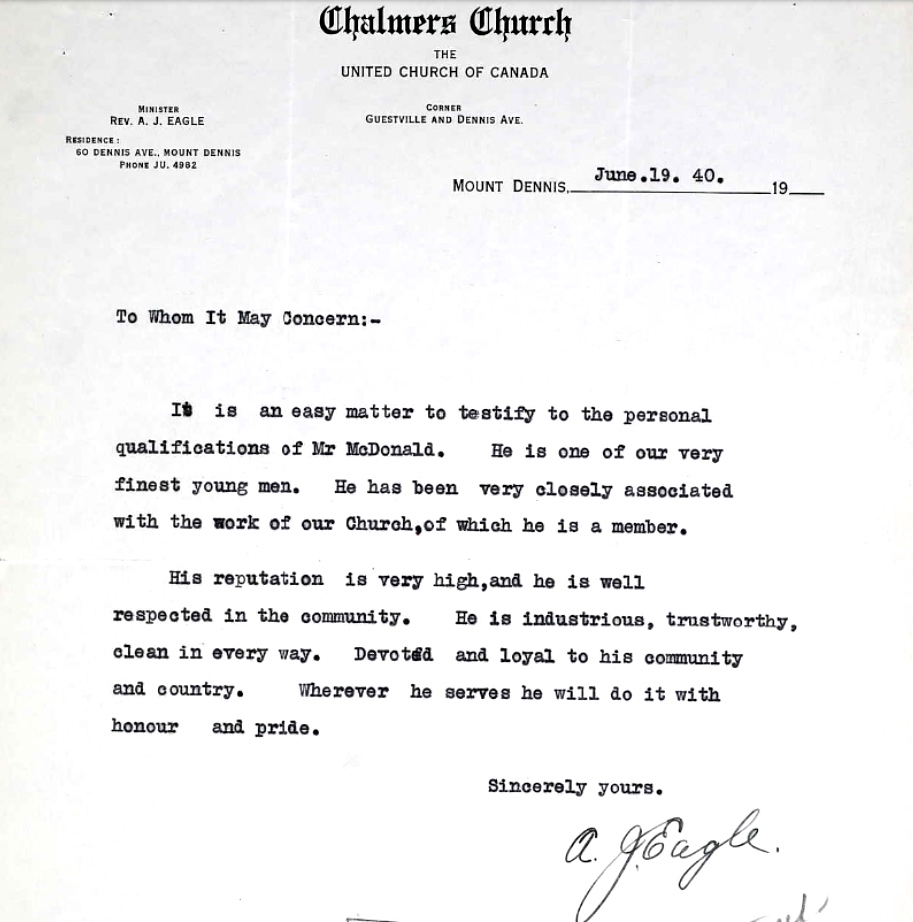 Chalmers Church
THE
UNITED CHURCH OF CANADA
MINISTER
REV. A. J. EAGLE
RESIDENCE:
60 DENNIS AVE., MOUNT DENNIS
PHONE JU. 4982
CORNER
GUESTVILLE AND DENNIS AVE.
MOUNT DENNIS, June.19. 40. 19
To Whom It May Concern:-
It is an easy matter to testify to the personal
qualifications of Mr McDonald. He is one of our very
finest young men. He has been very closely associated
with the work of our Church,of which he is a member.
His reputation is very high,and he is well
respected in the community. He is industrious, trustworthy,
clean in every way. Devoted and loyal to his community
and country. Wherever he serves he will do it with
honour and pride.
Sincerely yours.
A. J. Eagle.